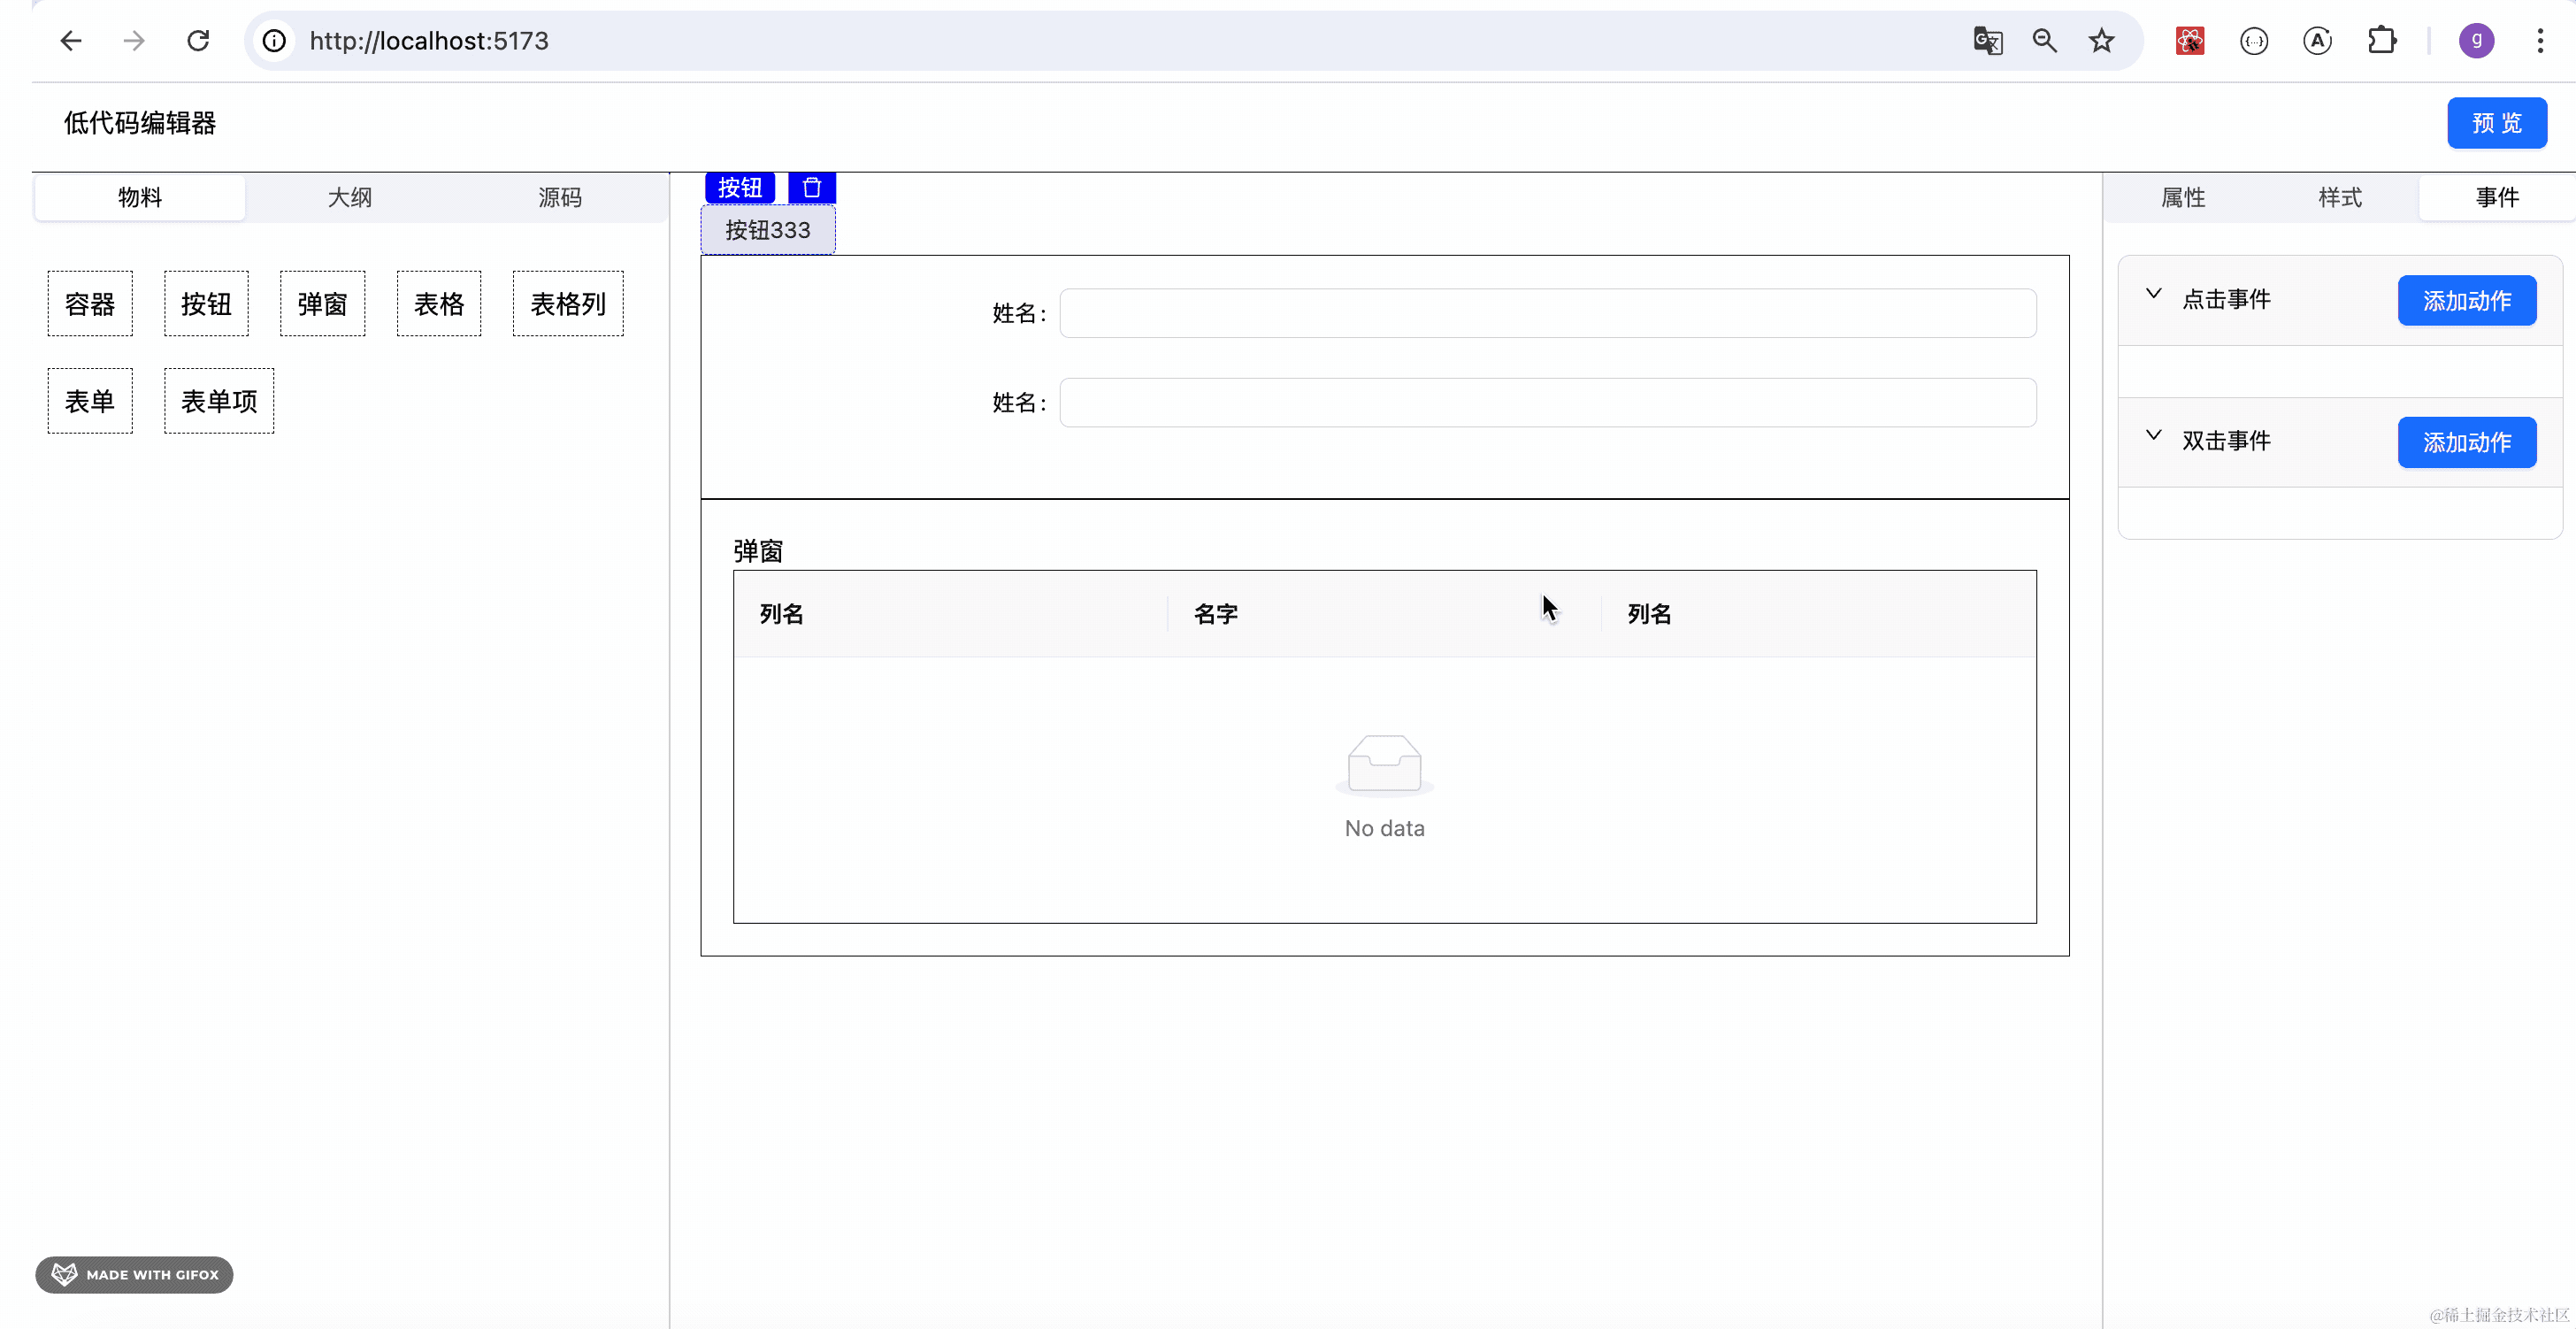 http://localhost:5173
g
低代码编辑器
预 览
物料
大纲
源码
按钮
属性
样式
事件
按钮333
容器
按钮
弹窗
表格
表格列
表单
表单项
姓名:
姓名:
点击事件
添加动作
双击事件
添加动作
弹窗
列名
名字
列名
No data
MADE WITH GIFOX
@稀土掘金技术社区